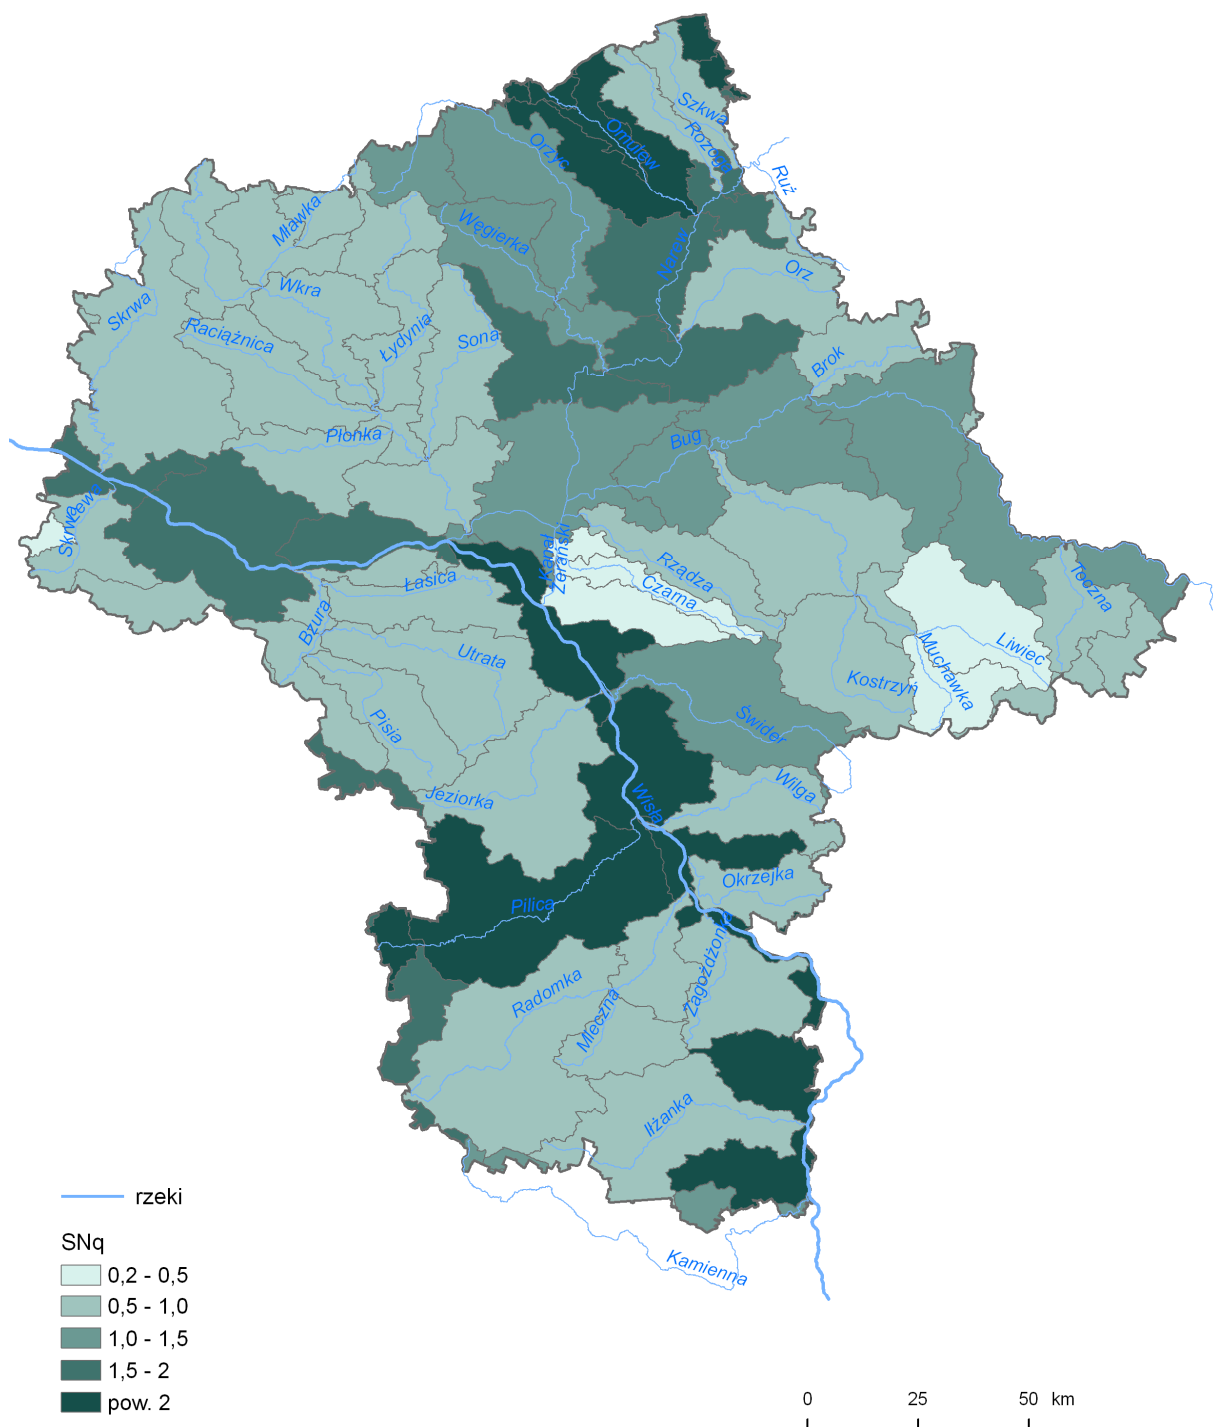 Szkwa
Rozoga
Omulew
Orzyc
Ruż
Mławka
Węgierka
Narew
Orz
Wkra
Skrwa
Raciążnica
Łydynia
Sona
Brok
Płonka
Bug
Skrwa Lewa
Kanał
Żerański
Rządza
Czarna
Toczna
Łasica
Bzura
Utrata
Liwiec
Muchawka
Kostrzyń
Pisia
Świder
Jeziorka
Wisła
Wilga
Okrzejka
Pilica
Zagożdżonka
Radomka
Mleczna
Iłżanka
Kamienna
rzeki
SNq
0,2 - 0,5
0,5 - 1,0
1,0 - 1,5
1,5 - 2
pow. 2
0 25 50 km